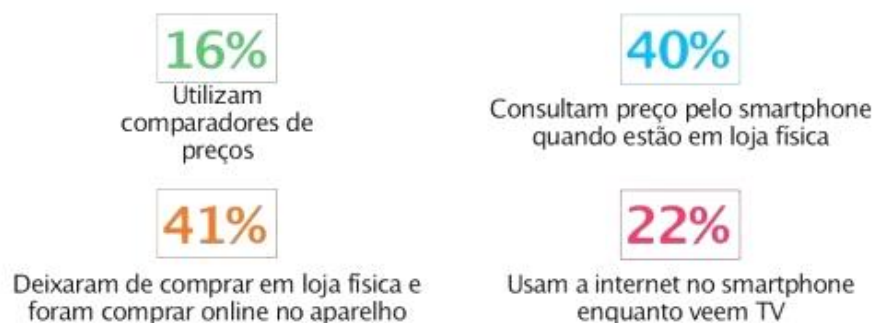 16%
Utilizam
comparadores de
preços
40%
Consultam preço pelo smartphone
quando estão em loja física
41%
Deixaram de comprar em loja física e
foram comprar online no aparelho
22%
Usam a internet no smartphone
enquanto veem TV